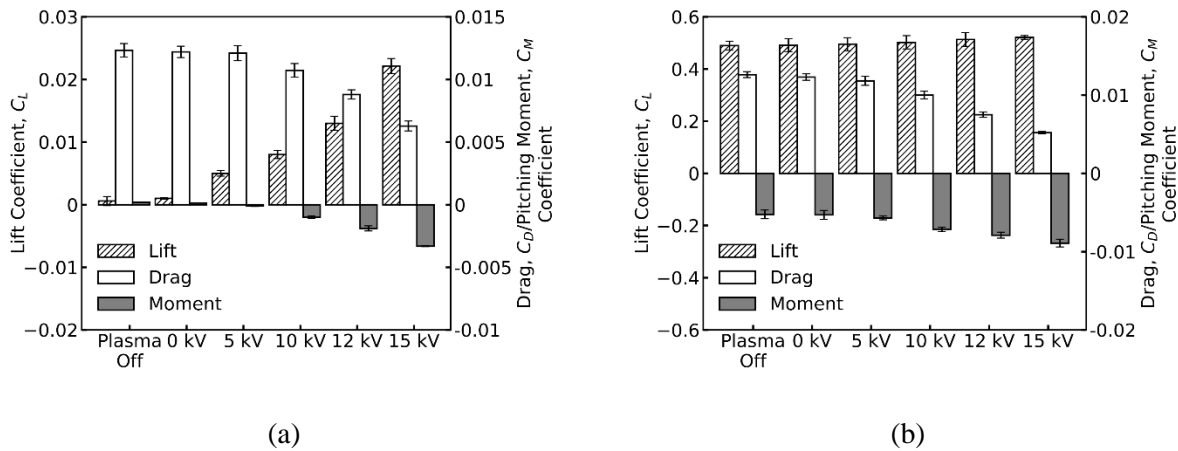 0.03
0.02
0.01
0
−0.01
−0.02
Lift Coefficient, C_L
0.015
0.01
0.005
0
-0.005
-0.01
Drag, C_D/Pitching Moment, C_M
Coefficient
Lift
Drag
Moment
Plasma
Off
0 kV
5 kV
10 kV
12 kV
15 kV
(a)
0.6
0.4
0.2
0
−0.2
−0.4
−0.6
Lift Coefficient, C_L
0.02
0.01
0
-0.01
-0.02
Drag, C_D/Pitching Moment, C_M
Coefficient
Lift
Drag
Moment
Plasma
Off
0 kV
5 kV
10 kV
12 kV
15 kV
(b)